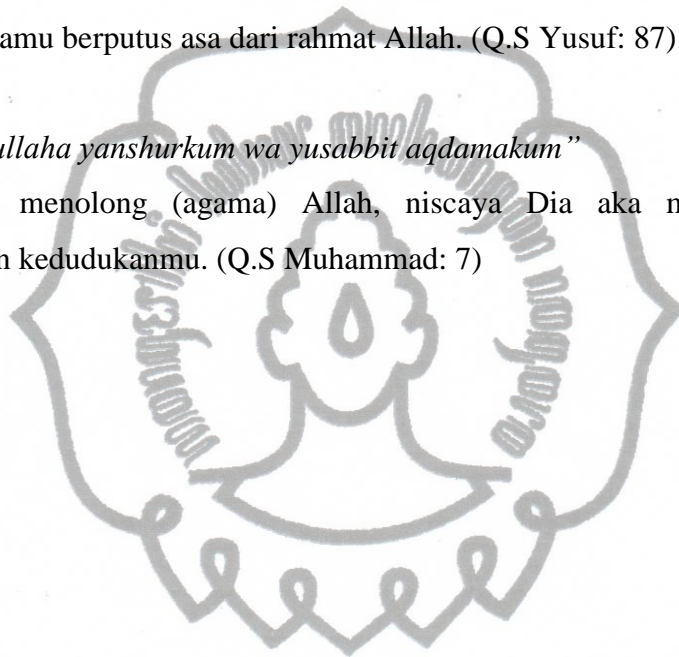 amu berputus asa dari rahmat Allah. (Q.S Yusuf: 87)
ullaha yanshurkum wa yusabbit aqdamakum”
menolong (agama) Allah, niscaya Dia aka m
n kedudukanmu. (Q.S Muhammad: 7)